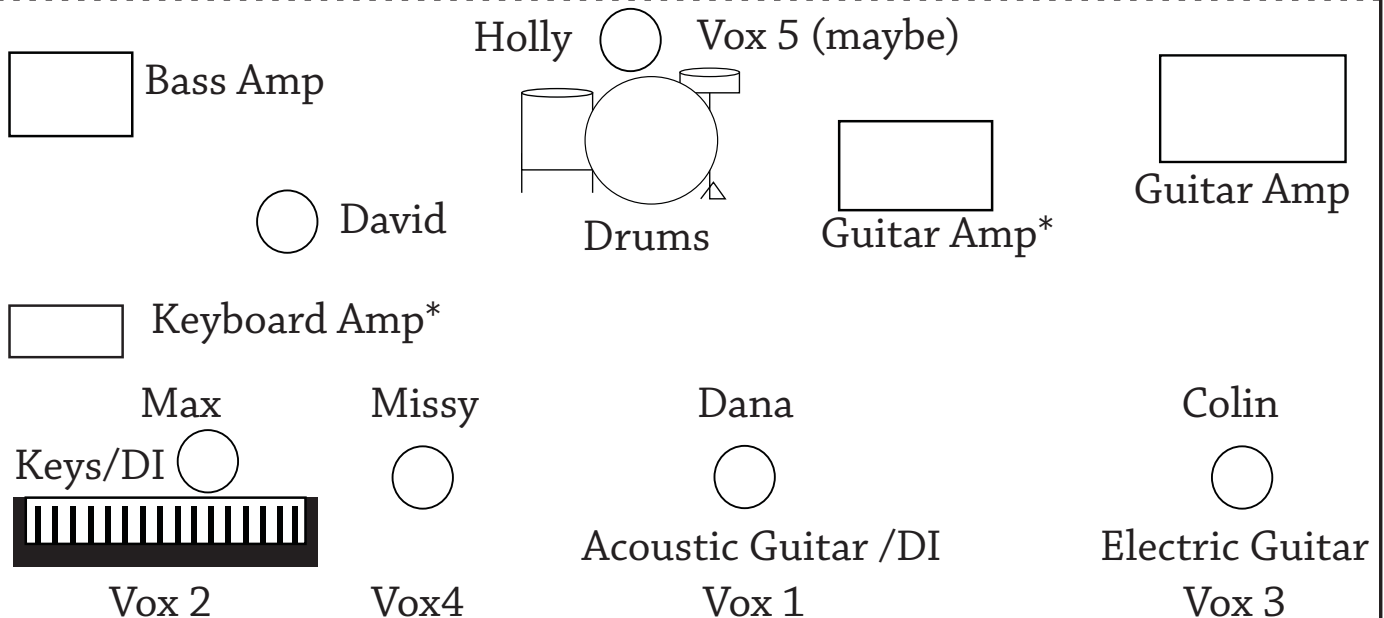 Holly
Vox 5 (maybe)
Bass Amp
Guitar Amp
David
Drums
Guitar Amp*
Keyboard Amp*
Max
Missy
Dana
Colin
Keys/DI
Acoustic Guitar /DI
Electric Guitar
Vox 2
Vox4
Vox 1
Vox 3